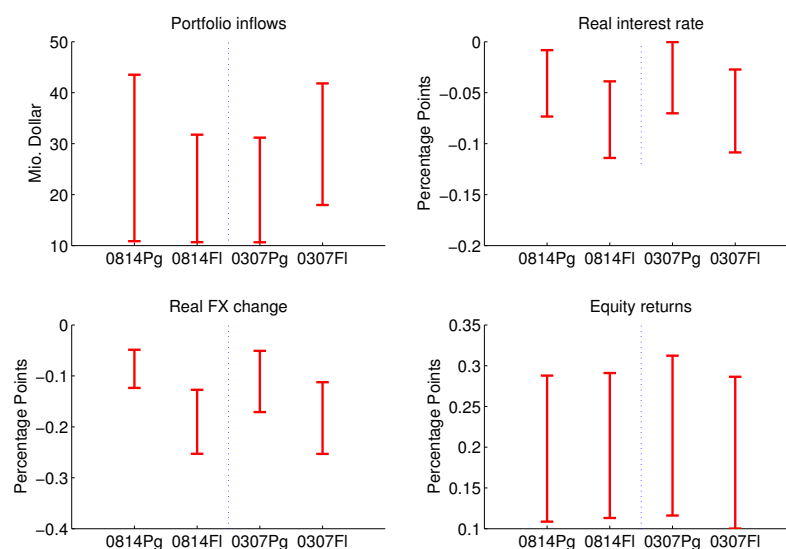 Portfolio inflows
50
40
30
20
10
Mio. Dollar
0814Pg 0814Fl 0307Pg 0307Fl
Real interest rate
0
−0.05
−0.1
−0.15
−0.2
Percentage Points
0814Pg 0814Fl 0307Pg 0307Fl
Real FX change
0
−0.1
−0.2
−0.3
−0.4
Percentage Points
0814Pg 0814Fl 0307Pg 0307Fl
Equity returns
0.35
0.3
0.25
0.2
0.15
0.1
Percentage Points
0814Pg 0814Fl 0307Pg 0307Fl